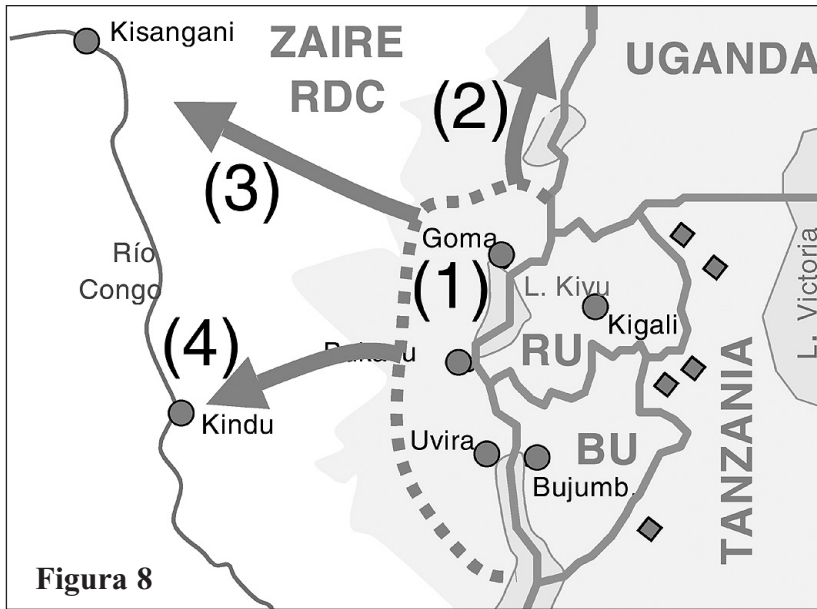 Kisangani
ZAIRE
RDC
UGANDA
(2)
(3)
Río
Congo
Goma
(1)
L. Kivu
Kigali
L. Victoria
RU
(4)
Kindu
Uvira
BU
Bujumb.
TANZANIA
Figura 8